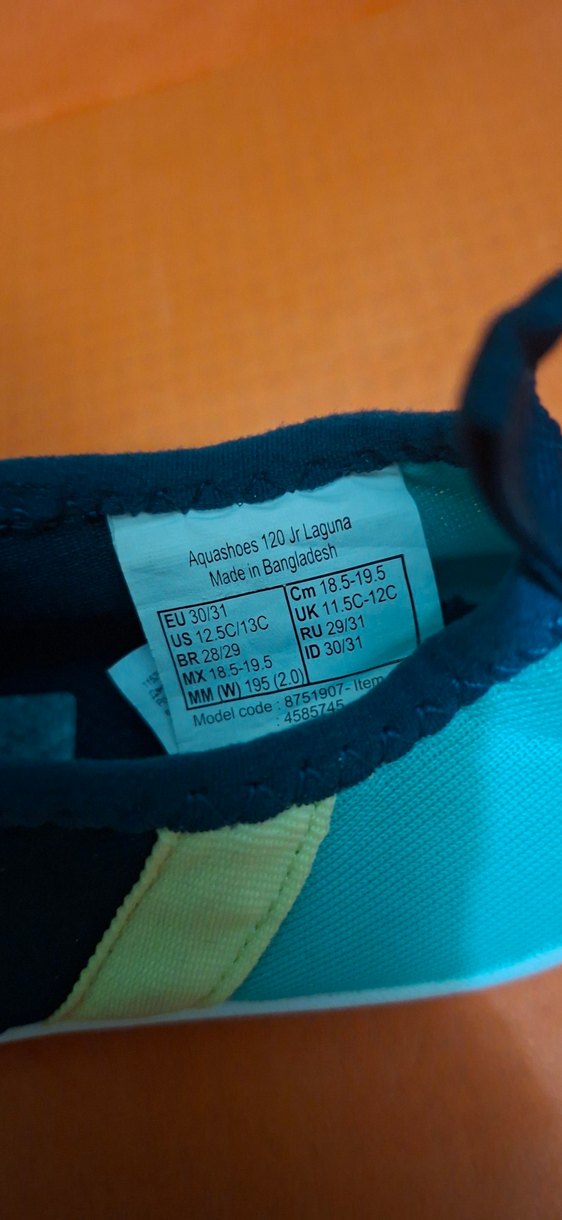 Aquashoes 120 Jr Laguna
Made in Bangladesh
EU 30/31
US 12.5C/13C
BR 28/29
MX 18.5-19.5
MM (W) 195 (2.0)
Cm 18.5-19.5
UK 11.5C-12C
RU 29/31
ID 30/31
Model code : 8751907- Item
: 4585745